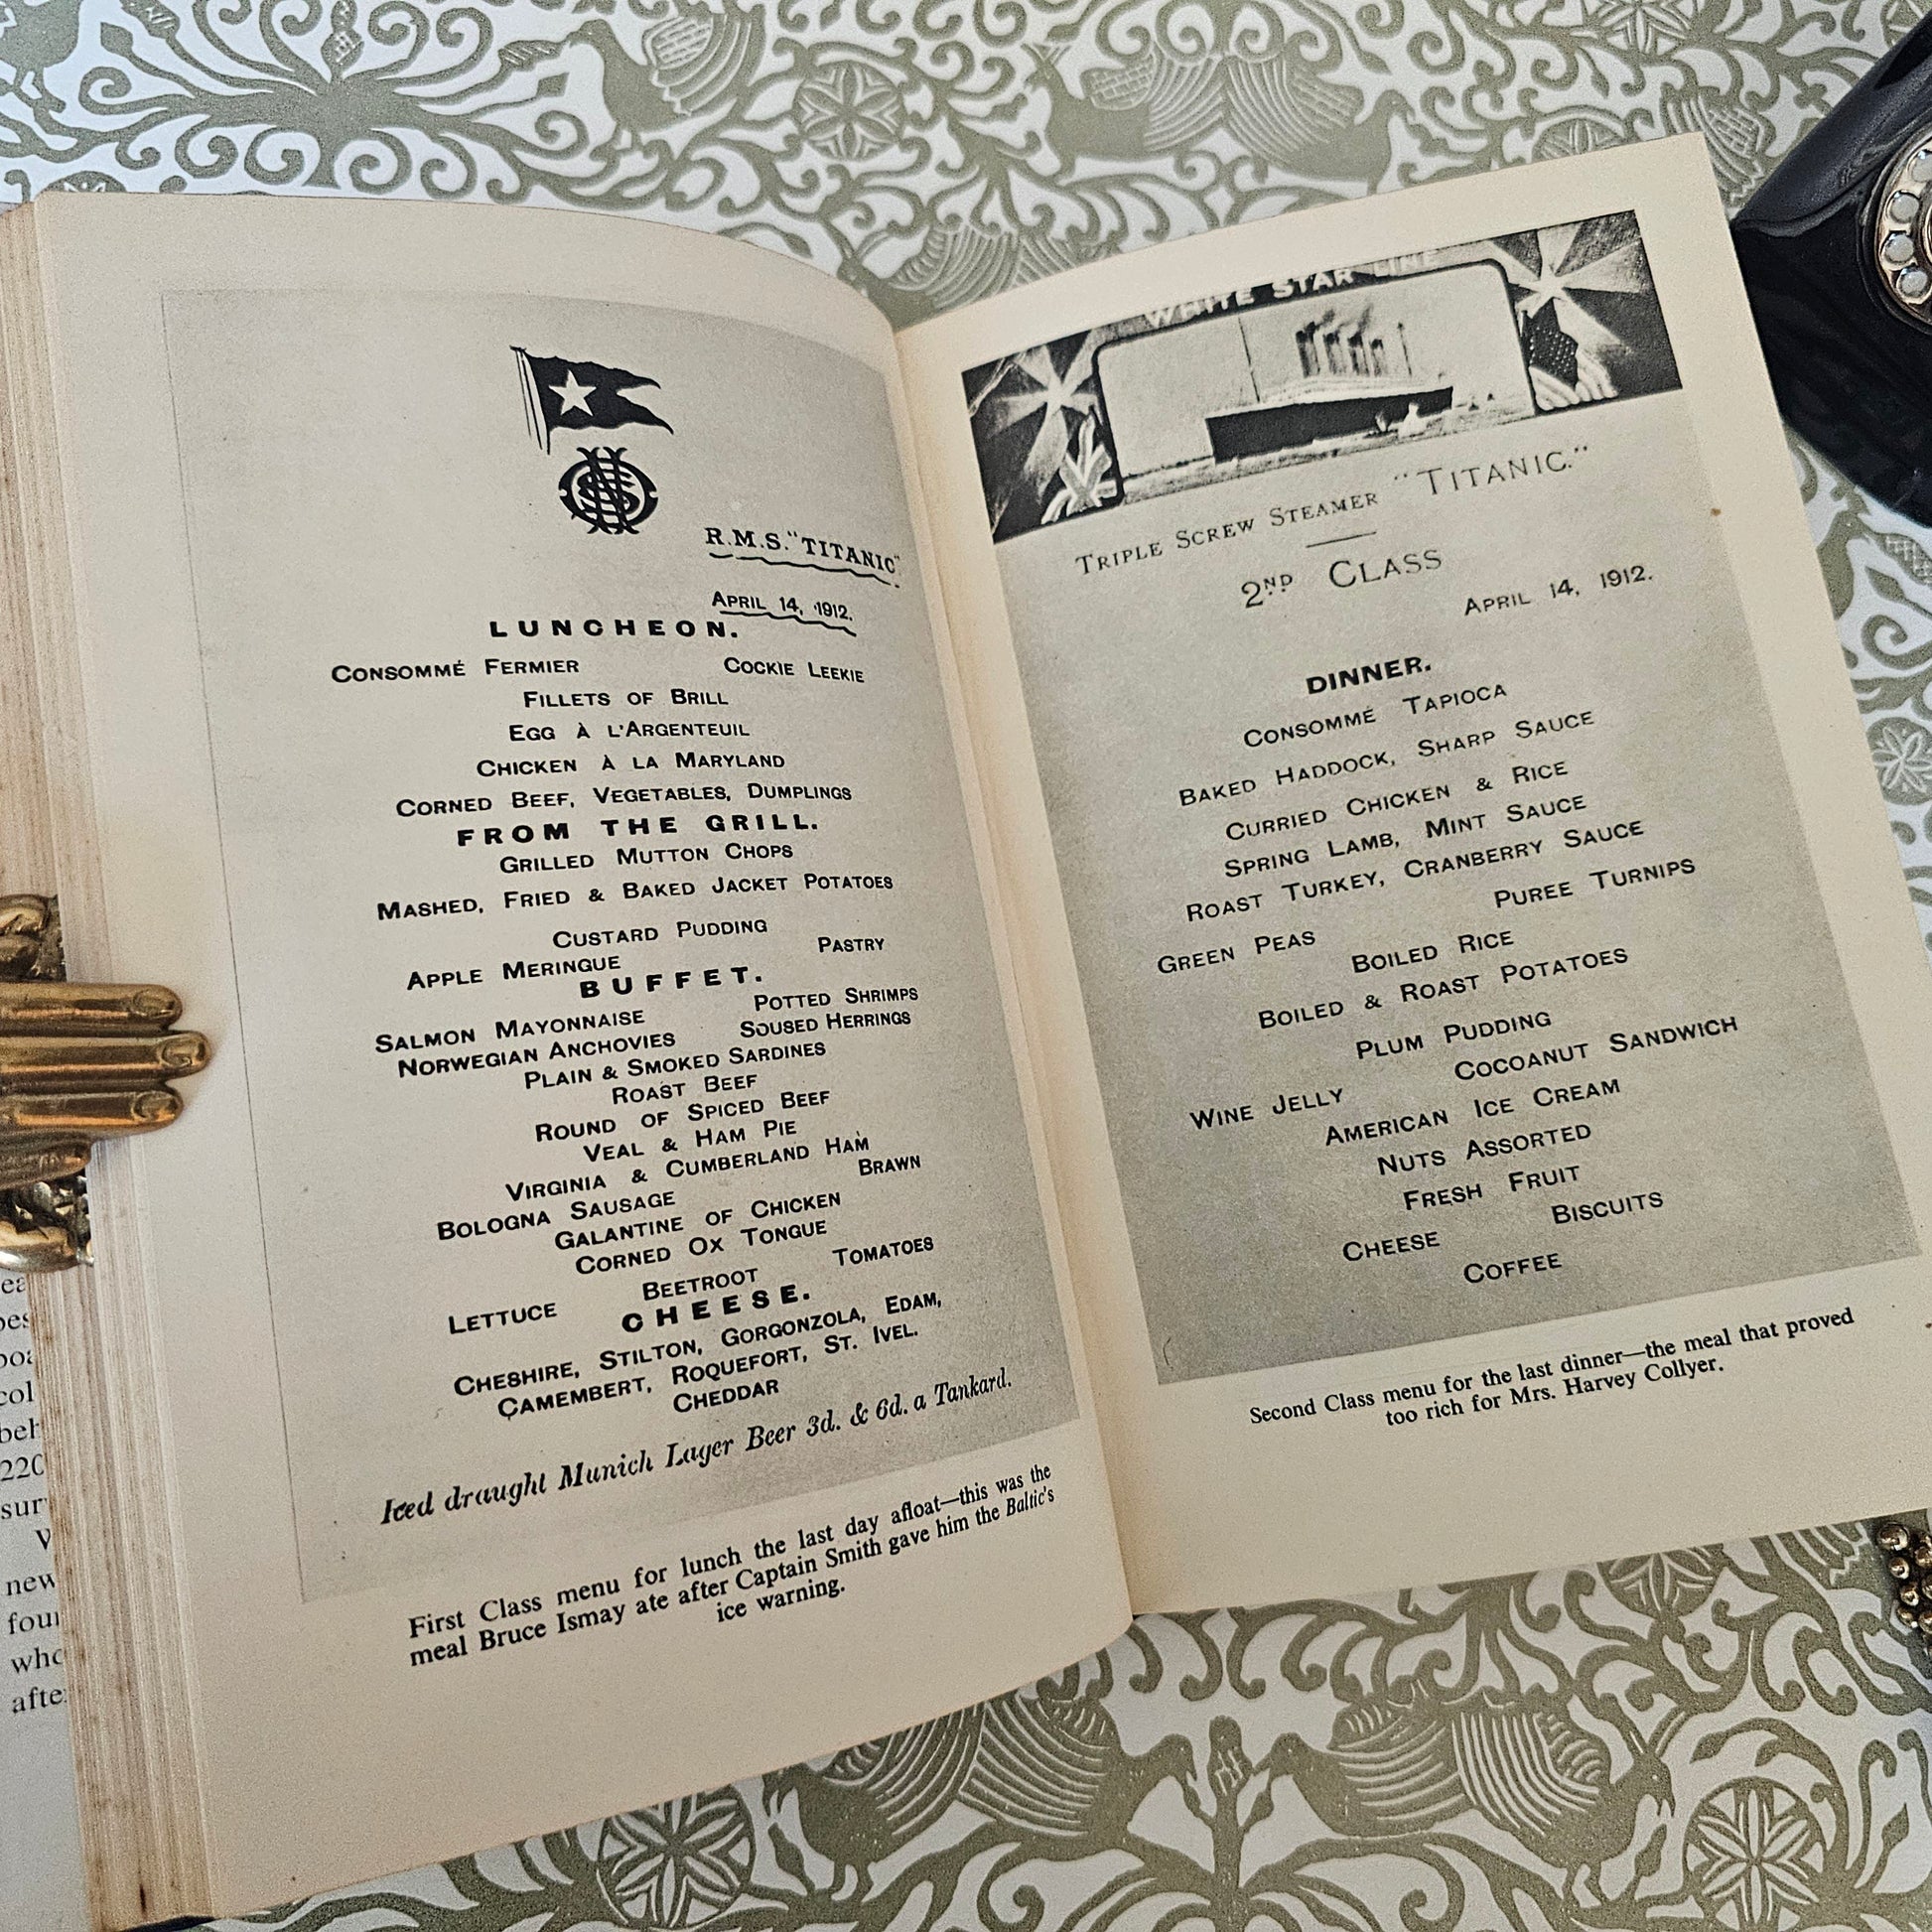 R.M.S. "TITANIC"
APRIL 14, 1912.
LUNCHEON.
CONSOMMÉ FERMIER COCKIE LEEKIE
FILLETS OF BRILL
EGG À L'ARGENTEUIL
CHICKEN À LA MARYLAND
CORNED BEEF, VEGETABLES, DUMPLINGS
FROM THE GRILL.
GRILLED MUTTON CHOPS
MASHED, FRIED & BAKED JACKET POTATOES
CUSTARD PUDDING
APPLE MERINGUE PASTRY
BUFFET.
SALMON MAYONNAISE POTTED SHRIMPS
NORWEGIAN ANCHOVIES SOUSED HERRINGS
PLAIN & SMOKED SARDINES
ROAST BEEF
ROUND OF SPICED BEEF
VEAL & HAM PIE
VIRGINIA & CUMBERLAND HAM
BOLOGNA SAUSAGE BRAWN
GALANTINE OF CHICKEN
CORNED OX TONGUE
LETTUCE BEETROOT TOMATOES
CHEESE.
CHESHIRE, STILTON, GORGONZOLA, EDAM,
CAMEMBERT, ROQUEFORT, ST. IVEL.
CHEDDAR
Iced draught Munich Lager Beer 3d. & 6d. a Tankard.
First Class menu for lunch the last day afloat—this was the
meal Bruce Ismay ate after Captain Smith gave him the Baltic's
ice warning.
WHITE STAR LINE
TRIPLE SCREW STEAMER "TITANIC."
2ND CLASS
APRIL 14, 1912.
DINNER.
CONSOMMÉ TAPIOCA
BAKED HADDOCK, SHARP SAUCE
CURRIED CHICKEN & RICE
SPRING LAMB, MINT SAUCE
ROAST TURKEY, CRANBERRY SAUCE
GREEN PEAS PUREE TURNIPS
BOILED RICE
BOILED & ROAST POTATOES
PLUM PUDDING
WINE JELLY COCOANUT SANDWICH
AMERICAN ICE CREAM
NUTS ASSORTED
FRESH FRUIT
CHEESE BISCUITS
COFFEE
Second Class menu for the last dinner—the meal that proved
too rich for Mrs. Harvey Collyer.